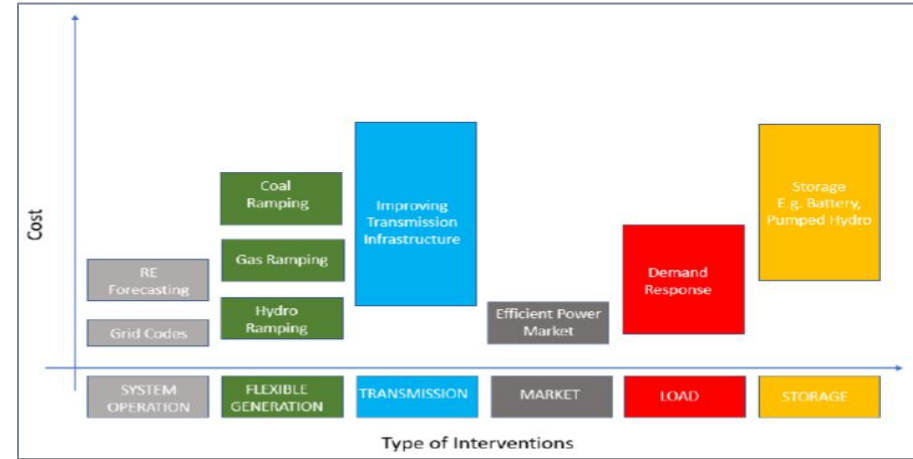 Cost
Coal
Ramping
Gas Ramping
Hydro
Ramping
RE
Forecasting
Grid Codes
Improving
Transmission
Infrastructure
Efficient Power
Market
Demand
Response
Storage
E.g. Battery,
Pumped Hydro
SYSTEM
OPERATION
FLEXIBLE
GENERATION
TRANSMISSION
MARKET
LOAD
STORAGE
Type of Interventions